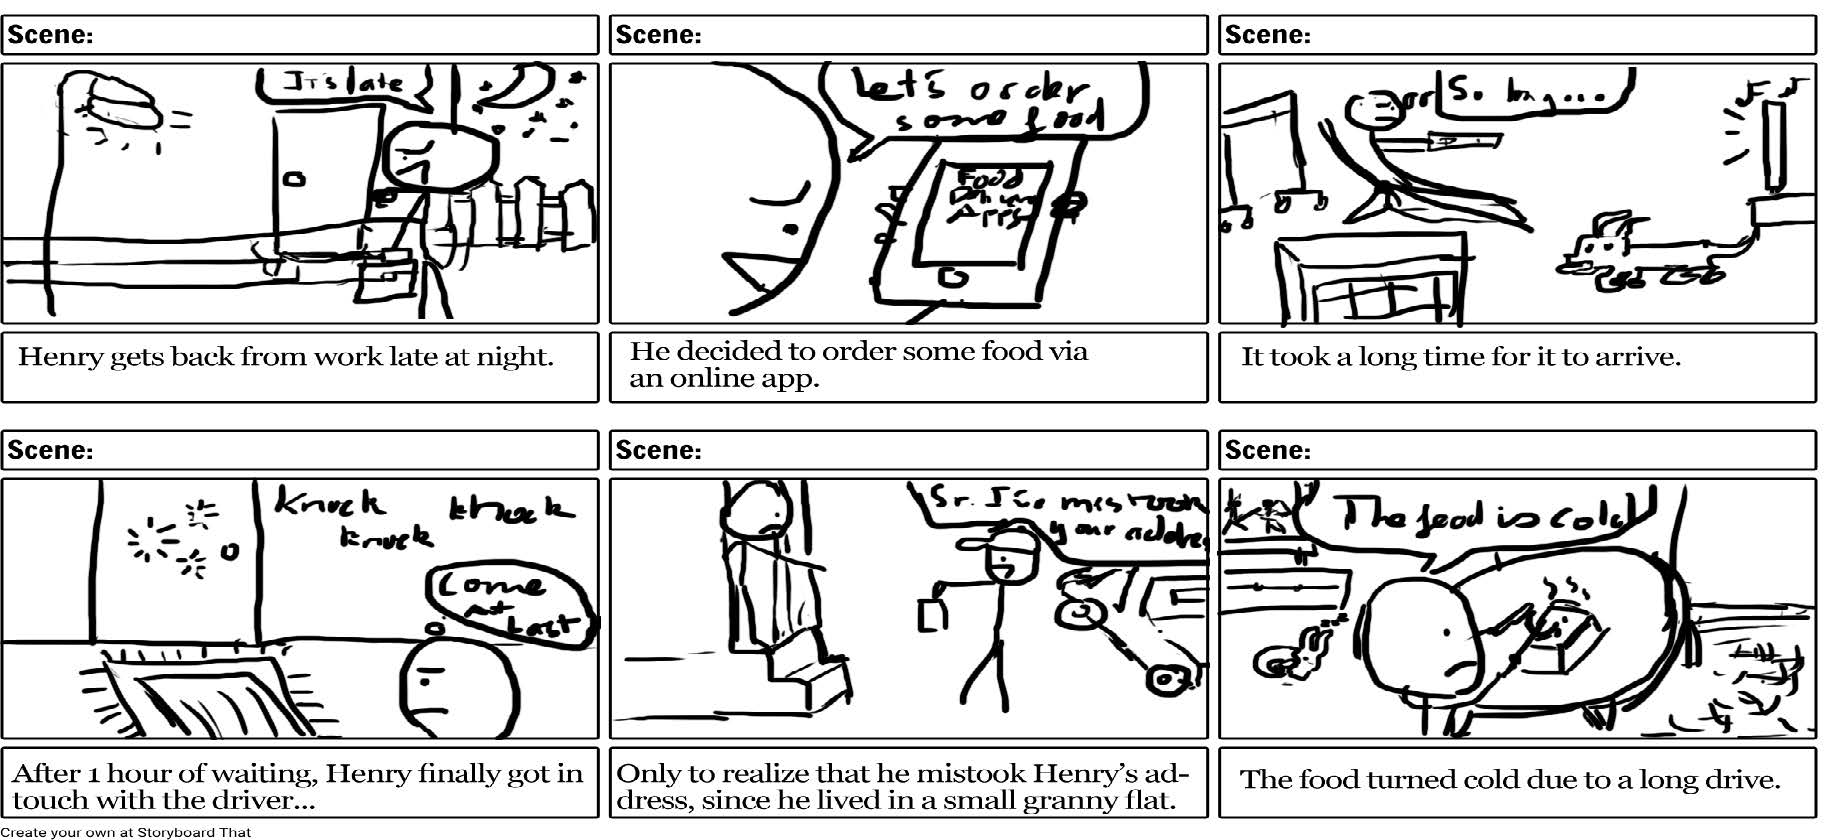 Scene:
Scene:
Scene:
It's late
Let's order
some food
Food
Apps
So long...
Henry gets back from work late at night.
He decided to order some food via
an online app.
It took a long time for it to arrive.
Scene:
Scene:
Scene:
knock
knock
knock
Come
At
Last
Sr. I've mistook
your addres
The food is cold
After 1 hour of waiting, Henry finally got in
touch with the driver...
Only to realize that he mistook Henry's ad-
dress, since he lived in a small granny flat.
The food turned cold due to a long drive.
Create your own at Storyboard That